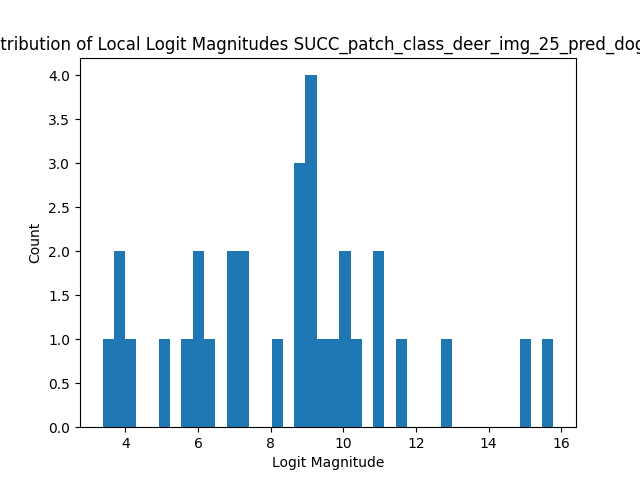 tribution of Local Logit Magnitudes SUCC_patch_class_deer_img_25_pred_dog
4.0
3.5
3.0
2.5
2.0
1.5
1.0
0.5
0.0
Count
4 6 8 10 12 14 16
Logit Magnitude